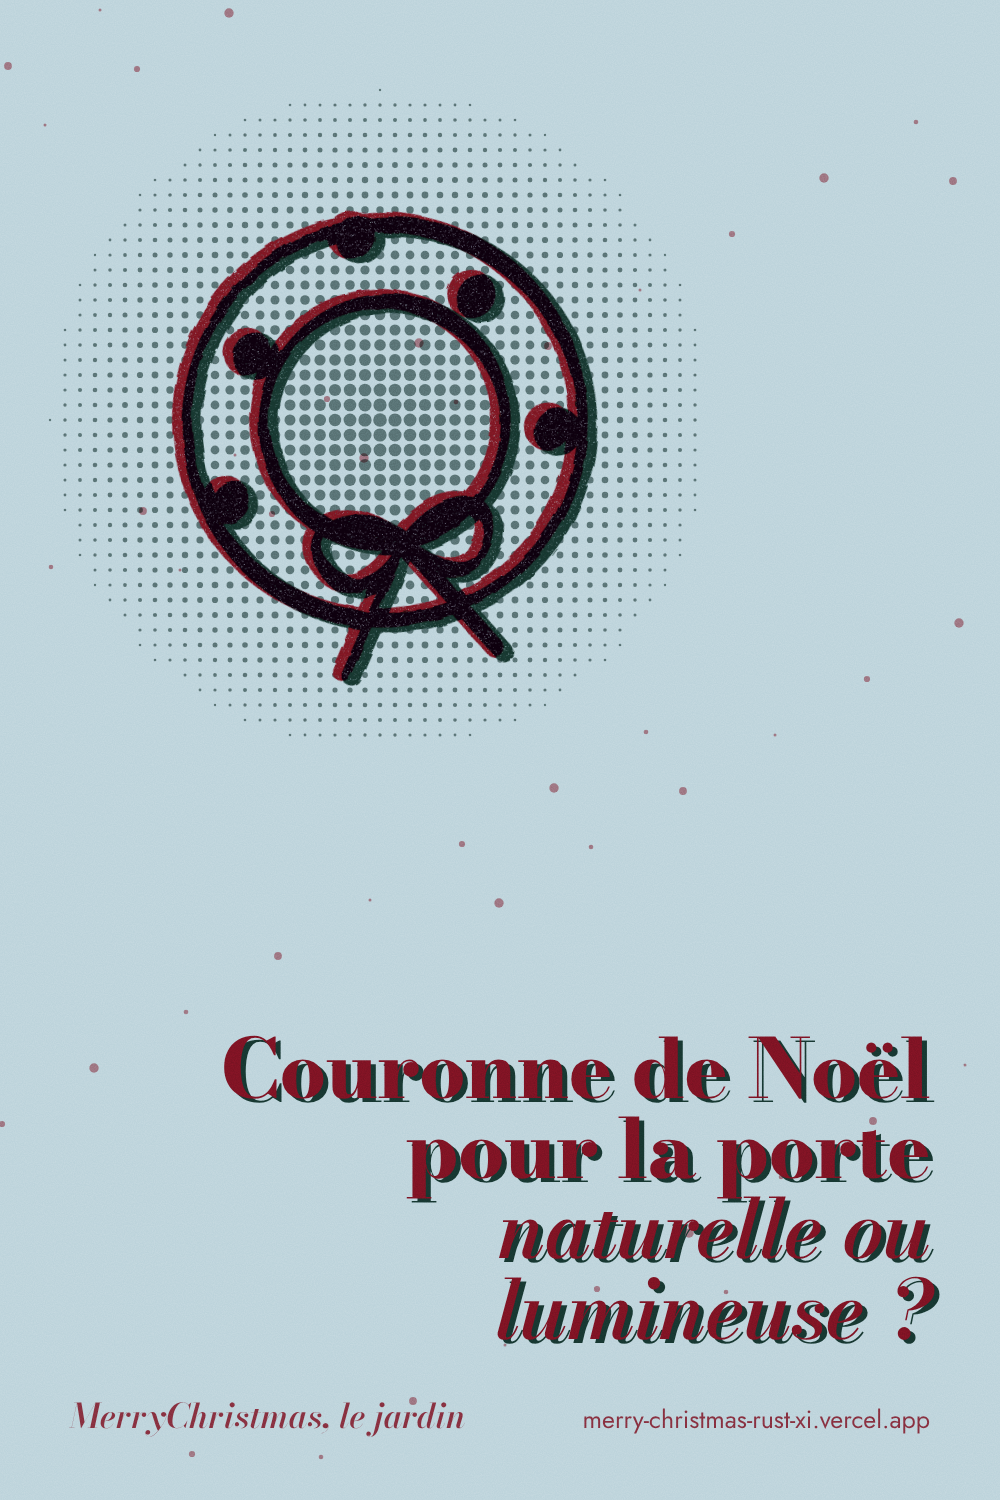 Couronne de Noël
pour la porte
naturelle ou
lumineuse ?
MerryChristmas, le jardin
merry-christmas-rust-xi.vercel.app